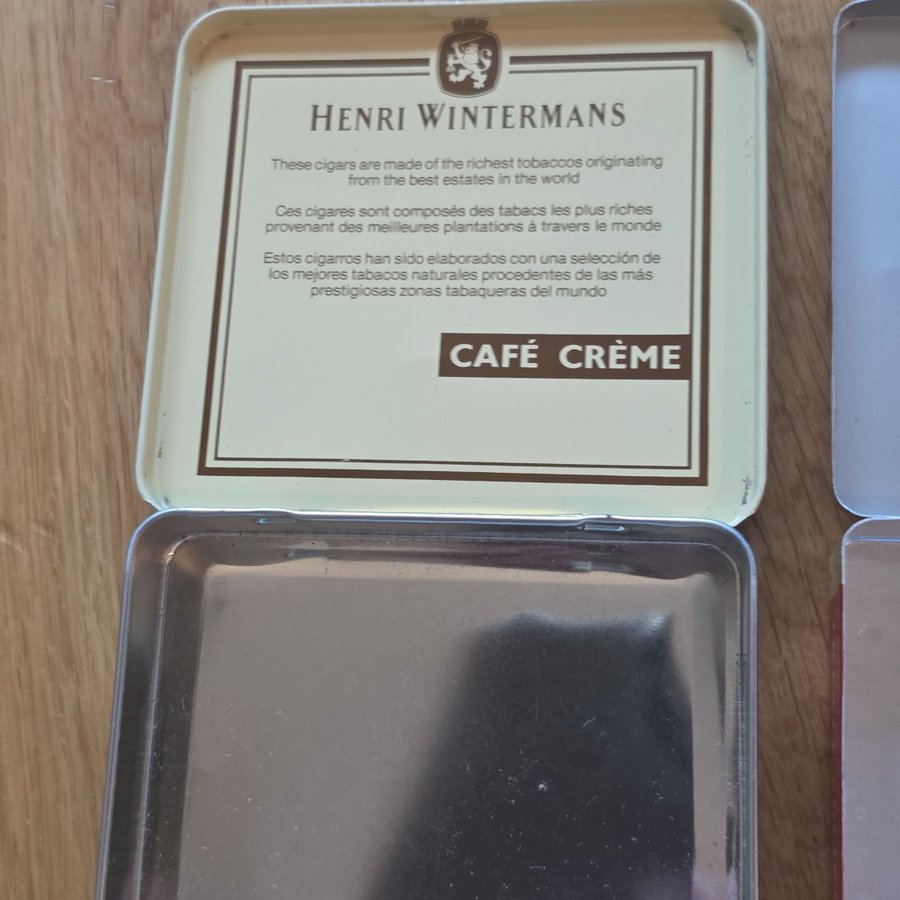 HENRI WINTERMANS
These cigars are made of the richest tobaccos originating
from the best estates in the world
Ces cigares sont composés des tabacs les plus riches
provenant des meilleures plantations à travers le monde
Estos cigarros han sido elaborados con una selección de
los mejores tabacos naturales procedentes de las más
prestigiosas zonas tabaqueras del mundo
CAFÉ CRÈME